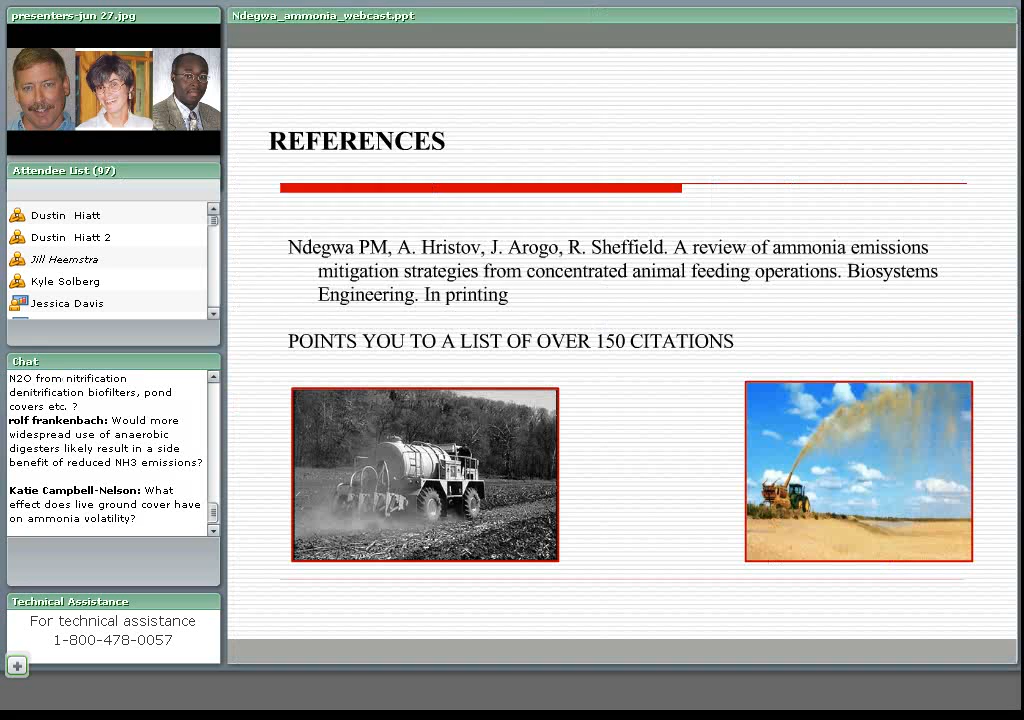 presenters-jun 27.jpg
Ndegwa_ammonia_webcast.ppt
Attendee List (97)
Dustin Hiatt
Dustin Hiatt 2
Jill Heemstra
Kyle Solberg
Jessica Davis
Chat
N2O from nitrification
denitrification biofilters, pond
covers etc. ?
rolf frankenbach: Would more
widespread use of anaerobic
digesters likely result in a side
benefit of reduced NH3 emissions?
Katie Campbell-Nelson: What
effect does live ground cover have
on ammonia volatility?
Technical Assistance
For technical assistance
1-800-478-0057
REFERENCES
Ndegwa PM, A. Hristov, J. Arogo, R. Sheffield. A review of ammonia emissions
mitigation strategies from concentrated animal feeding operations. Biosystems
Engineering. In printing
POINTS YOU TO A LIST OF OVER 150 CITATIONS